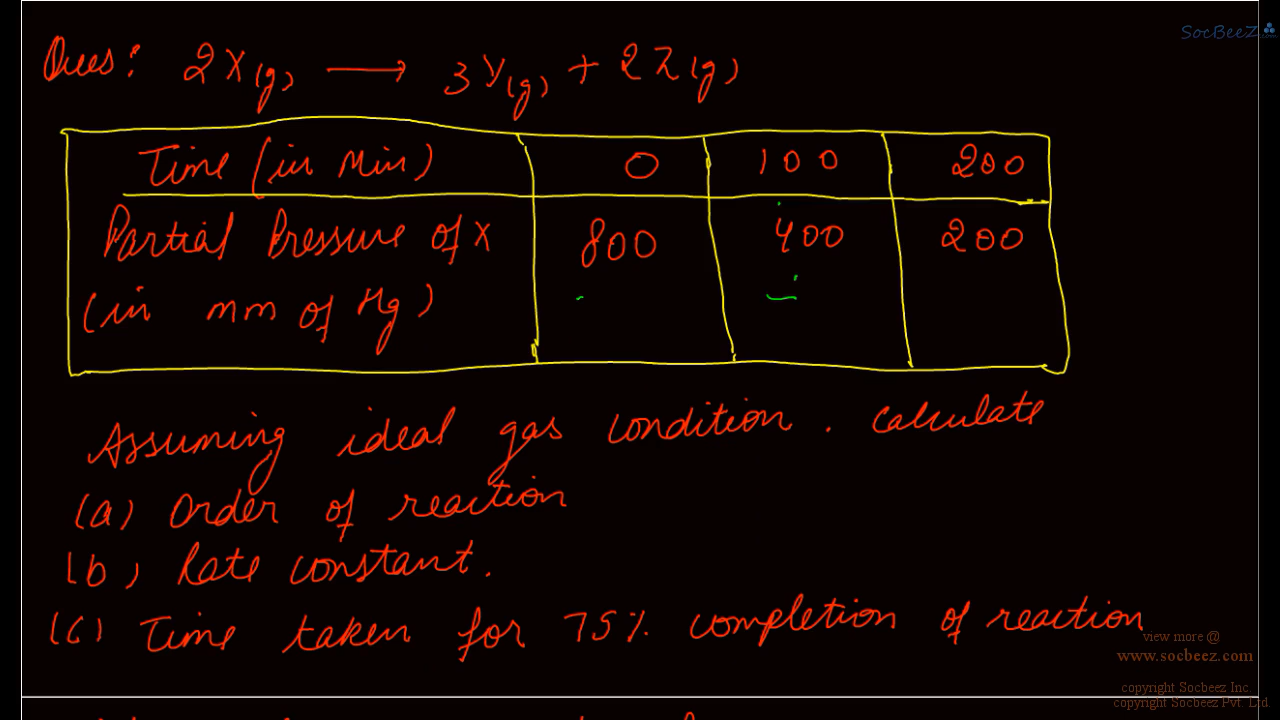 SocBeeZ
Ques: 2X(g) ⟶ 3Y(g) + 2Z(g)
Time (in Min) 0 100 200
Partial Pressure of X 800 400 200
(in mm of Hg)
Assuming ideal gas condition. Calculate
(a) Order of reaction
(b) Rate constant.
(c) Time taken for 75% completion of reaction
view more @
www.socbeez.com
copyright Socbeez Inc.
copyright Socbeez Pvt. Ltd.